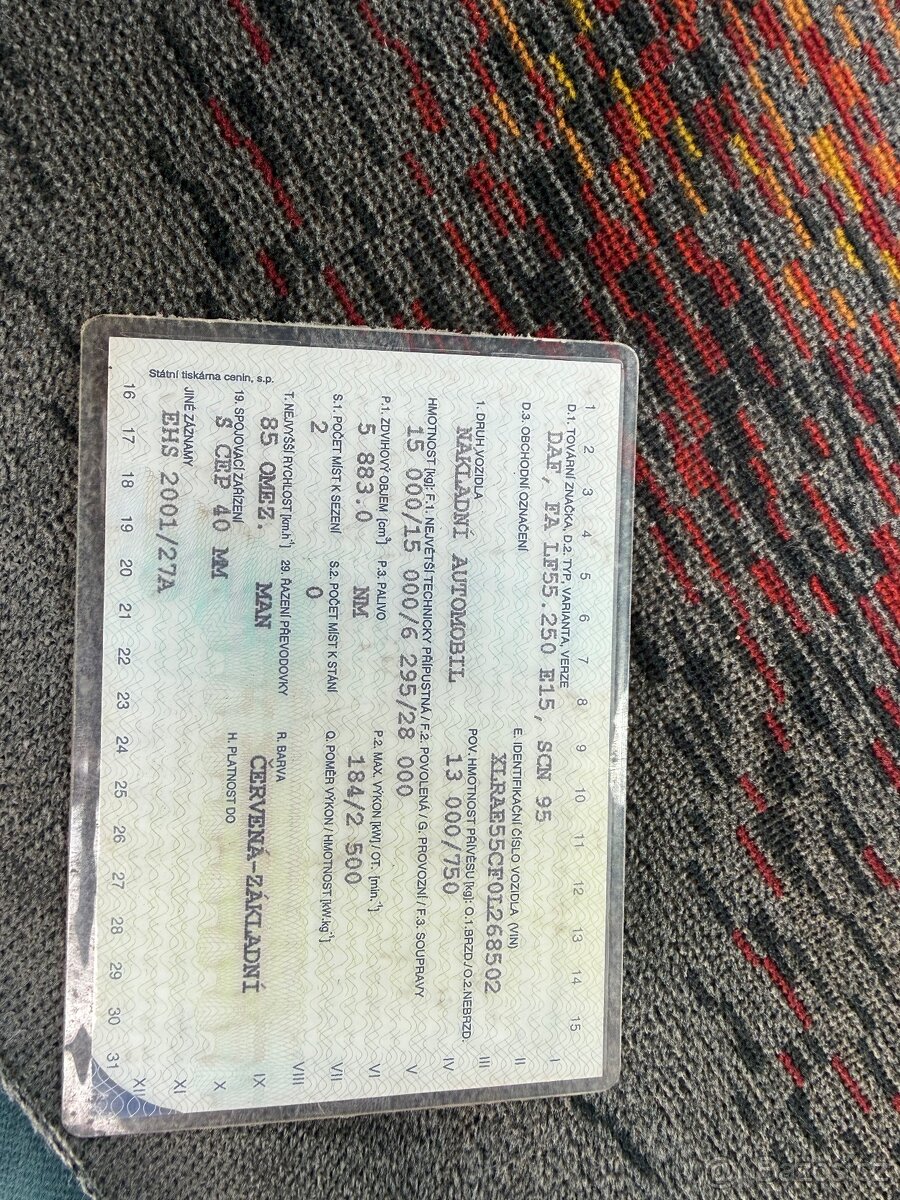 1 2 3 4 5 6 7 8 9 10 11 12 13 14 15
D.1. TOVÁRNÍ ZNAČKA, D.2. TYP, VARIANTA, VERZE
DAF, FA LF55.250 E15, SCN 95
D.3. OBCHODNÍ OZNAČENÍ
E. IDENTIFIKAČNÍ ČÍSLO VOZIDLA (VIN)
XLRAE55CF0L268502
1. DRUH VOZIDLA
NÁKLADNÍ AUTOMOBIL
POV. HMOTNOST PŘÍVĚSU [kg]: O.1.BRZD./O.2.NEBRZD.
13 000/750
HMOTNOST [kg]: F.1. NEJVĚTŠÍ TECHNICKY PŘÍPUSTNÁ / F.2. POVOLENÁ / G. PROVOZNÍ / F.3. SOUPRAVY
15 000/15 000/6 295/28 000
P.1. ZDVIHOVÝ OBJEM [cm³] P.3. PALIVO P.2. MAX. VÝKON [kW] / OT. [min.⁻¹]
5 883.0 NM 184/2 500
S.1. POČET MÍST K SEZENÍ S.2. POČET MÍST K STÁNÍ Q. POMĚR VÝKON / HMOTNOST [kW.kg⁻¹]
2 0
T. NEJVYŠŠÍ RYCHLOST [km.h⁻¹] 29. ŘAZENÍ PŘEVODOVKY R. BARVA
85 OMEZ. MAN ČERVENÁ-ZÁKLADNÍ
19. SPOJOVACÍ ZAŘÍZENÍ H. PLATNOST DO
S ČEP 40 MM
JINÉ ZÁZNAMY
EHS 2001/27A
Státní tiskárna cenin, s.p.
16 17 18 19 20 21 22 23 24 25 26 27 28 29 30 31
I
II
III
IV
V
VI
VII
VIII
IX
X
XI
XII
Bazoš.cz